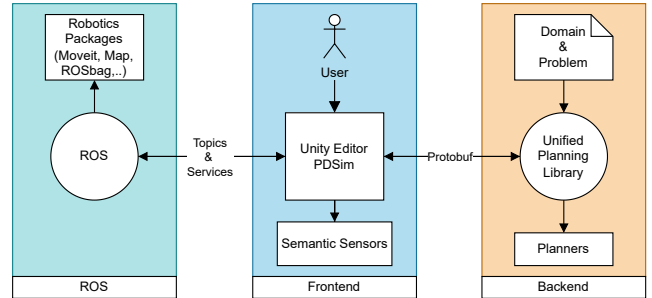 Robotics
Packages
(Moveit, Map,
ROSbag,..)
ROS
ROS
Topics
&
Services
User
Unity Editor
PDSim
Semantic Sensors
Frontend
Protobuf
Domain
&
Problem
Unified
Planning
Library
Planners
Backend